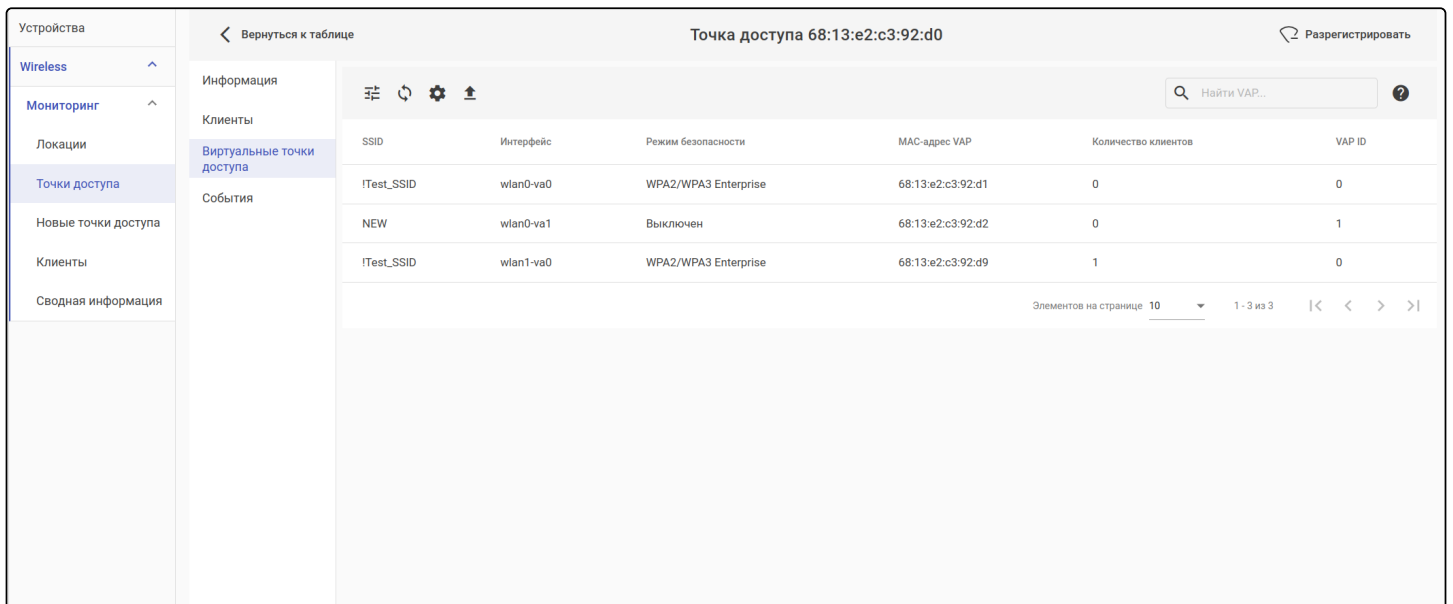 Устройства
Wireless
Мониторинг
Локации
Точки доступа
Новые точки доступа
Клиенты
Сводная информация
Вернуться к таблице
Точка доступа 68:13:e2:c3:92:d0
Разрегистрировать
Информация
Клиенты
Виртуальные точки
доступа
События
Найти VAP...
SSID Интерфейс Режим безопасности MAC-адрес VAP Количество клиентов VAP ID
!Test_SSID wlan0-va0 WPA2/WPA3 Enterprise 68:13:e2:c3:92:d1 0 0
NEW wlan0-va1 Выключен 68:13:e2:c3:92:d2 0 1
!Test_SSID wlan1-va0 WPA2/WPA3 Enterprise 68:13:e2:c3:92:d9 1 0
Элементов на странице 10 1 - 3 из 3